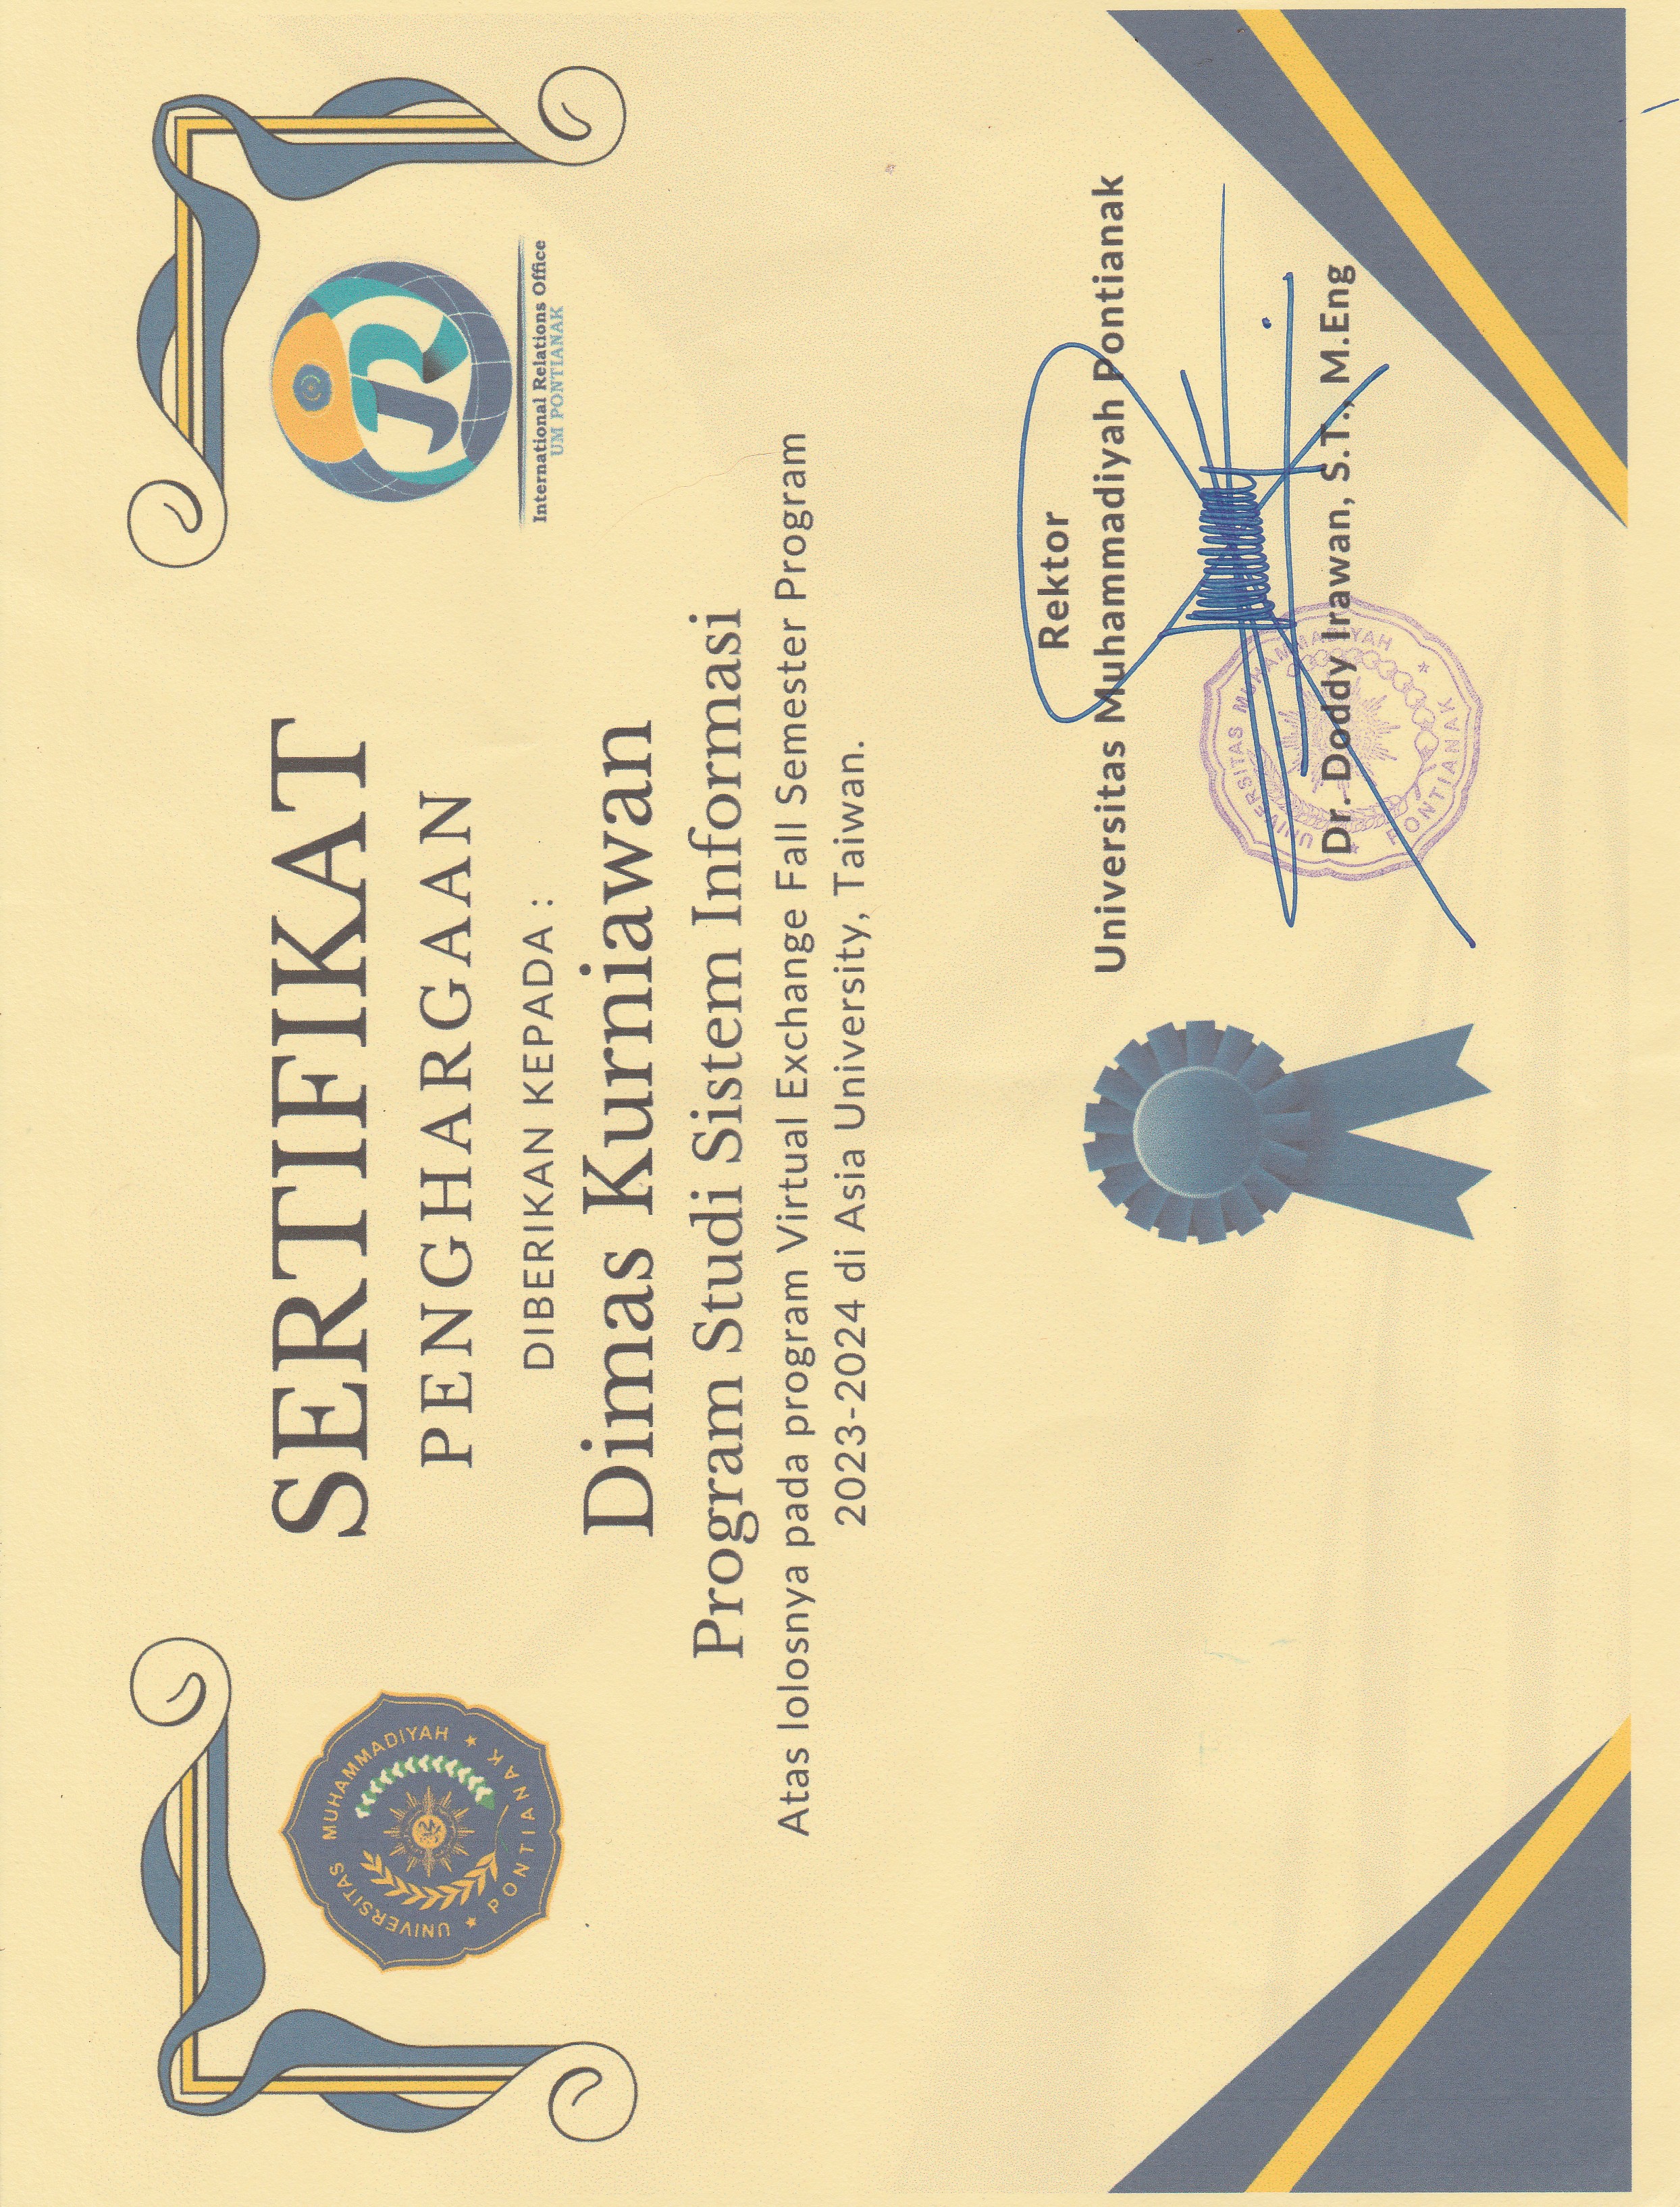 UNIVERSITAS MUHAMMADIYAH
PONTIANAK
International Relations Office
UM PONTIANAK
SERTIFIKAT
PENGHARGAAN
DIBERIKAN KEPADA :
Dimas Kurniawan
Program Studi Sistem Informasi
Atas lolosnya pada program Virtual Exchange Fall Semester Program
2023-2024 di Asia University, Taiwan.
Rektor
Universitas Muhammadiyah Pontianak
UNIVERSITAS MUHAMMADIYAH
PONTIANAK
Dr. Doddy Irawan, S.T., M.Eng